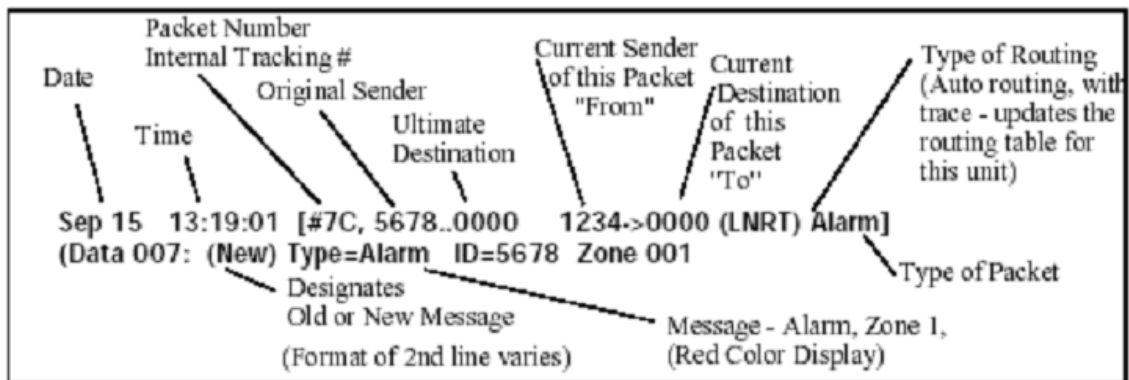 Packet Number
Internal Tracking #
Date
Original Sender
Time
Ultimate
Destination
Current Sender
of this Packet
"From"
Current
Destination
of this
Packet
"To"
Type of Routing
(Auto routing, with
trace - updates the
routing table for
this unit)
Sep 15 13:19:01 [#7C, 5678..0000 1234->0000 (LNRT) Alarm]
(Data 007: (New) Type=Alarm ID=5678 Zone 001
Designates
Old or New Message
(Format of 2nd line varies)
Message - Alarm, Zone 1,
(Red Color Display)
Type of Packet